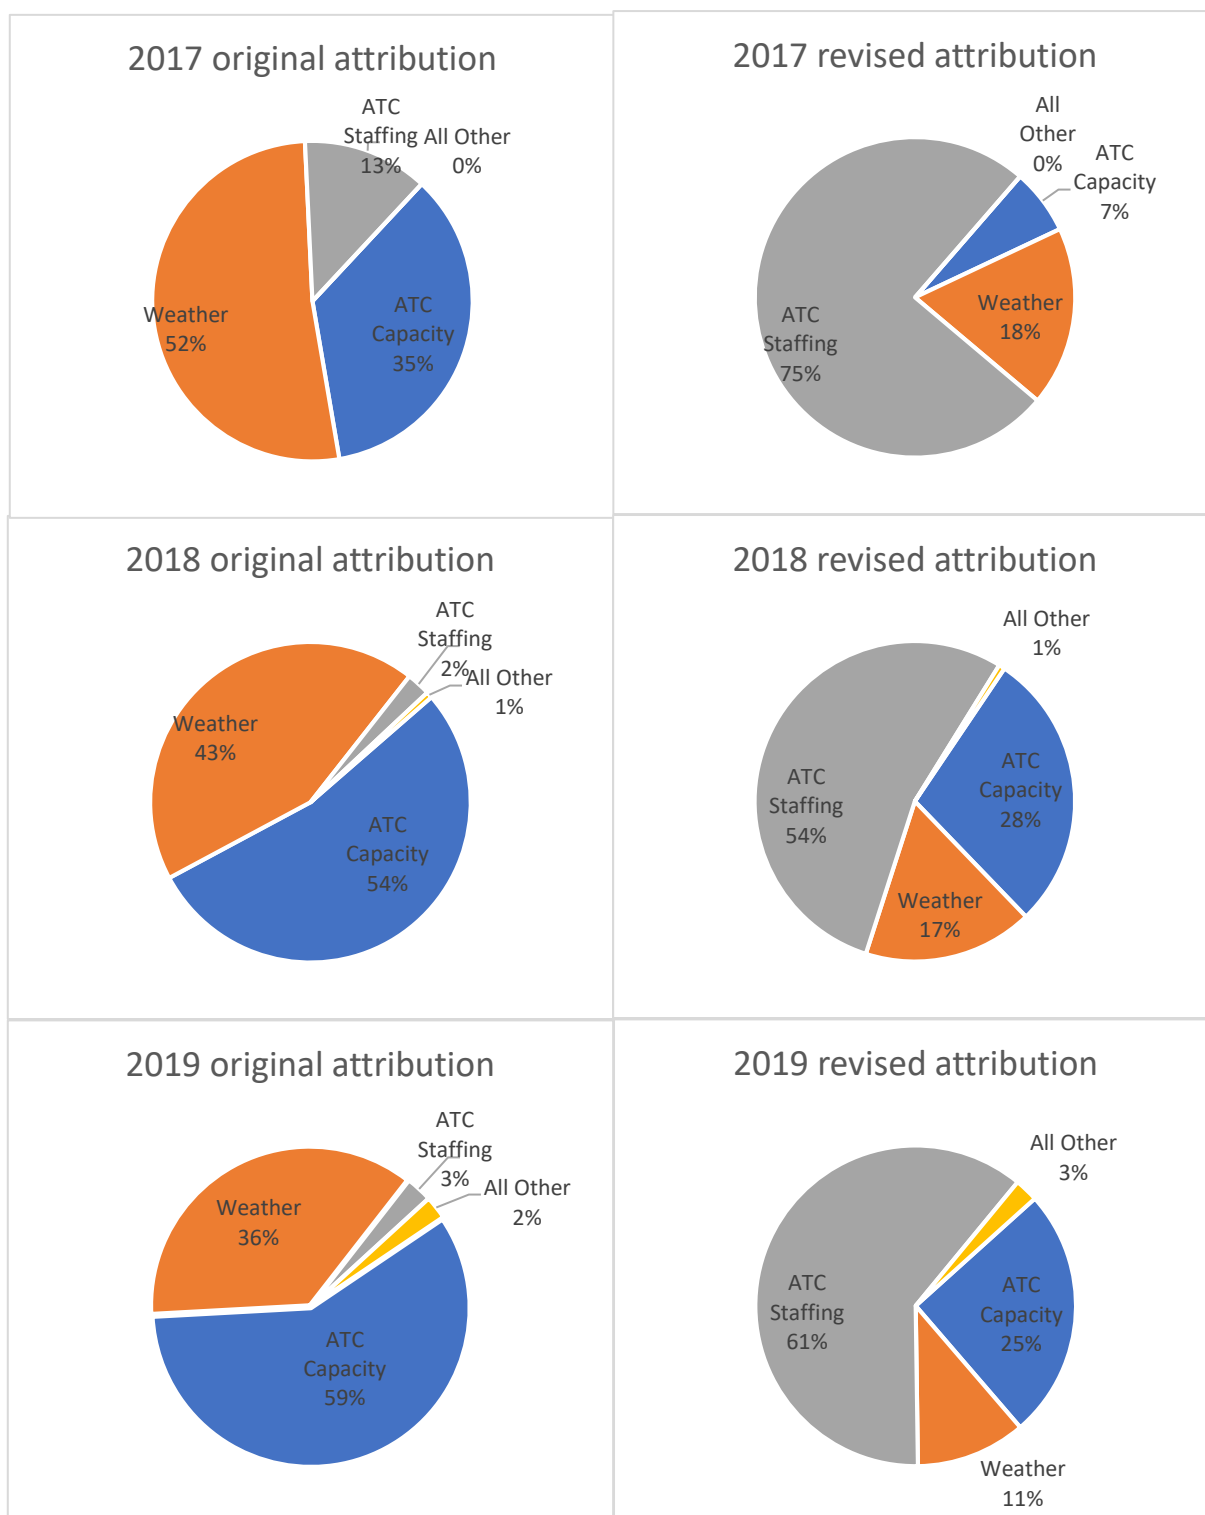 2017 original attribution
ATC
Staffing
13%
All Other
0%
Weather
52%
ATC
Capacity
35%
2017 revised attribution
All
Other
0%
ATC
Capacity
7%
Weather
18%
ATC
Staffing
75%
2018 original attribution
ATC
Staffing
2%
All Other
1%
Weather
43%
ATC
Capacity
54%
2018 revised attribution
All Other
1%
ATC
Capacity
28%
ATC
Staffing
54%
Weather
17%
2019 original attribution
ATC
Staffing
3%
All Other
2%
Weather
36%
ATC
Capacity
59%
2019 revised attribution
All Other
3%
ATC
Staffing
61%
ATC
Capacity
25%
Weather
11%